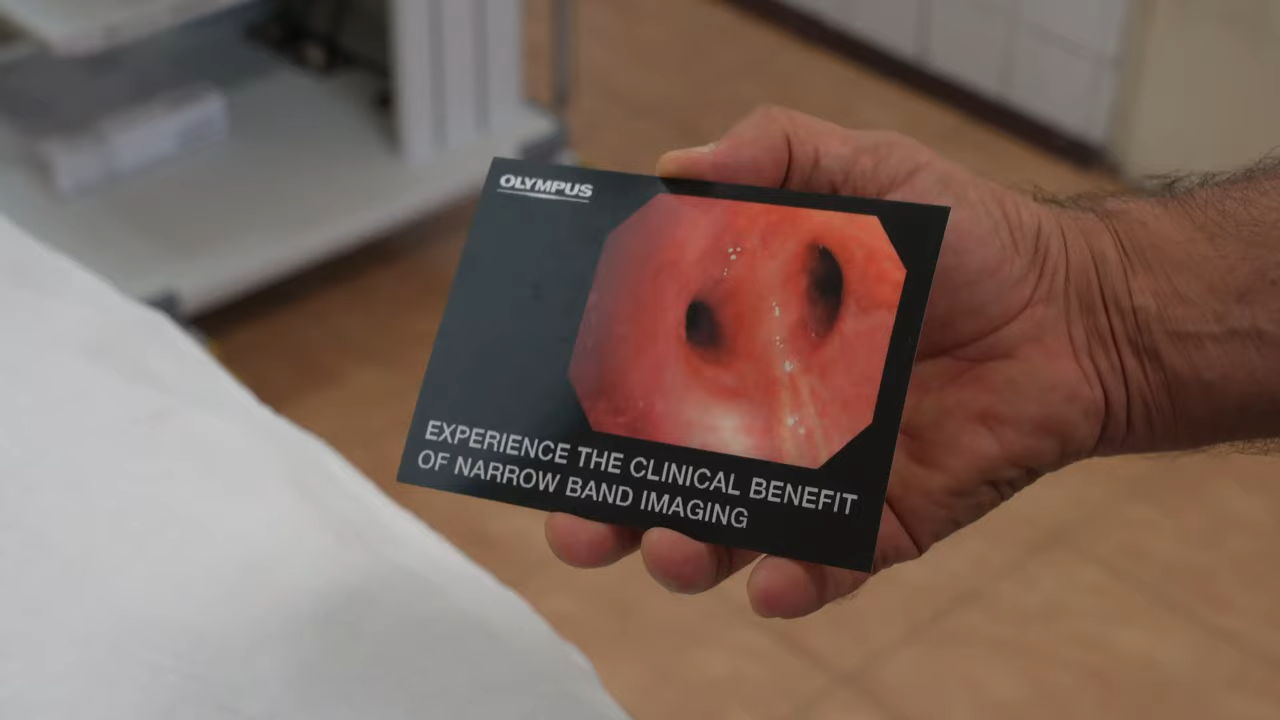 OLYMPUS
EXPERIENCE THE CLINICAL BENEFIT
OF NARROW BAND IMAGING